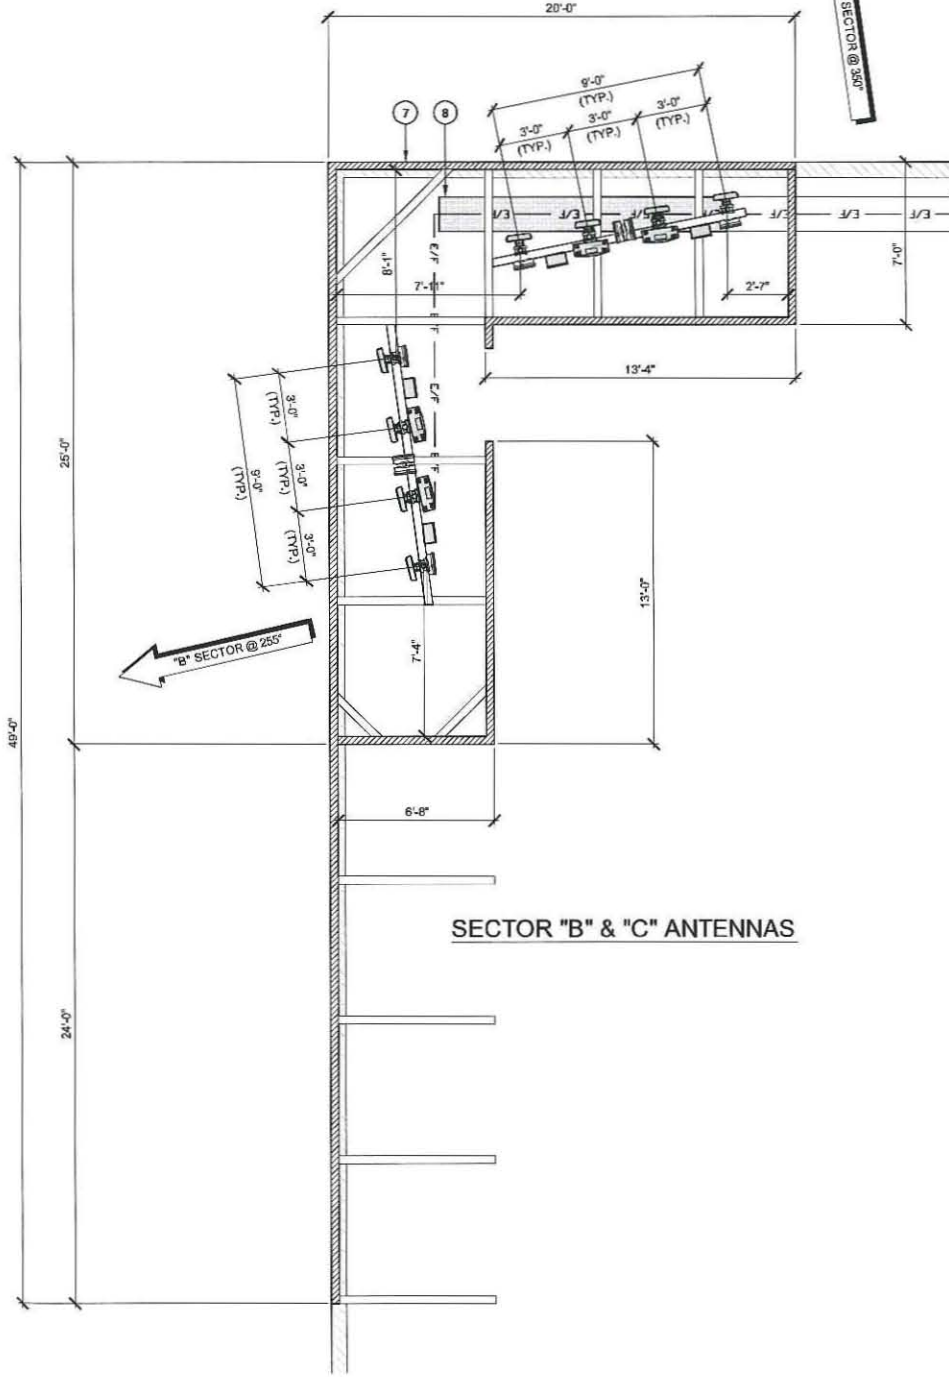 20'-0"
SECTOR @ 350°
9'-0"
(TYP.)
3'-0"
(TYP.)
3'-0"
(TYP.)
3'-0"
(TYP.)
7
8
E/F
E/F
E/F
E/F
E/F
E/F
E/F
E/F
E/F
E/F
E/F
8'-1"
7'-11"
2'-7"
7'-0"
13'-4"
3'-0"
(TYP.)
3'-0"
(TYP.)
9'-0"
(TYP.)
3'-0"
(TYP.)
25'-0"
13'-0"
"B" SECTOR @ 255°
7'-4"
49'-0"
6'-8"
SECTOR "B" & "C" ANTENNAS
24'-0"